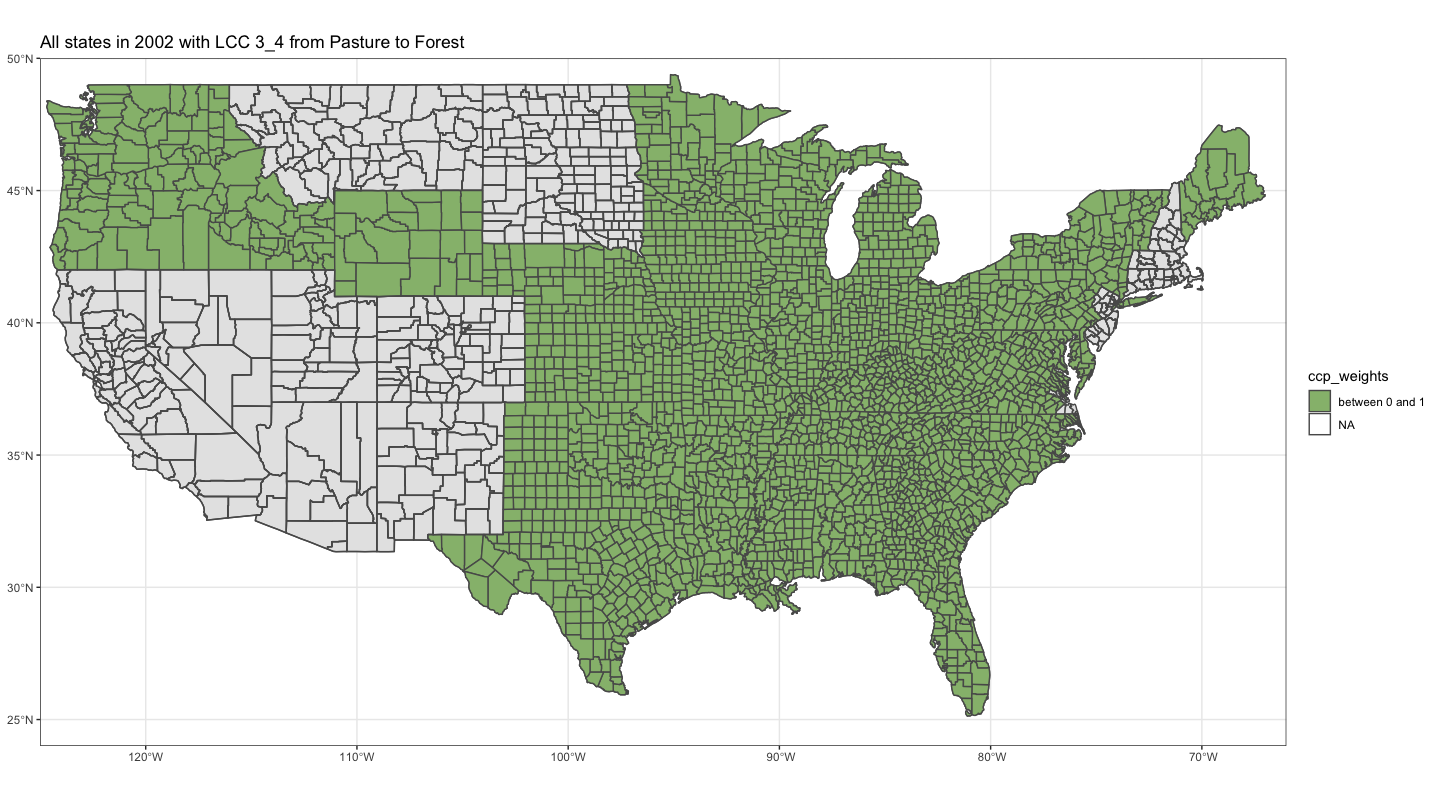 All states in 2002 with LCC 3_4 from Pasture to Forest
50°N
45°N
40°N
35°N
30°N
25°N
120°W
110°W
100°W
90°W
80°W
70°W
ccp_weights
between 0 and 1
NA